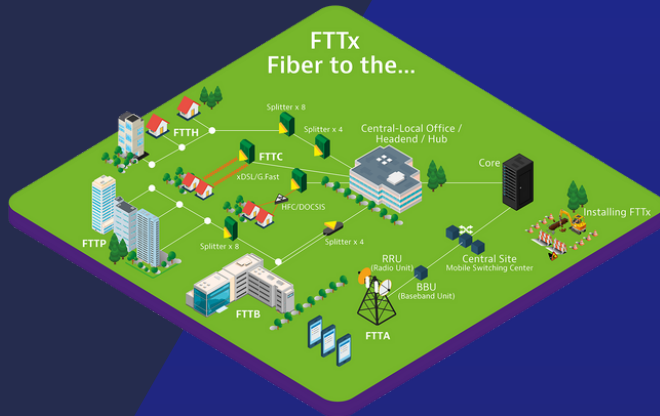 FTTx
Fiber to the...
Splitter x 8
Splitter x 4
Central-Local Office /
Headend / Hub
FTTH
FTTC
Core
xDSL/G.Fast
HFC/DOCSIS
Installing FTTx
FTTP
Splitter x 8
Splitter x 4
RRU
(Radio Unit)
Central Site
Mobile Switching Center
BBU
(Baseband Unit)
FTTB
FTTA